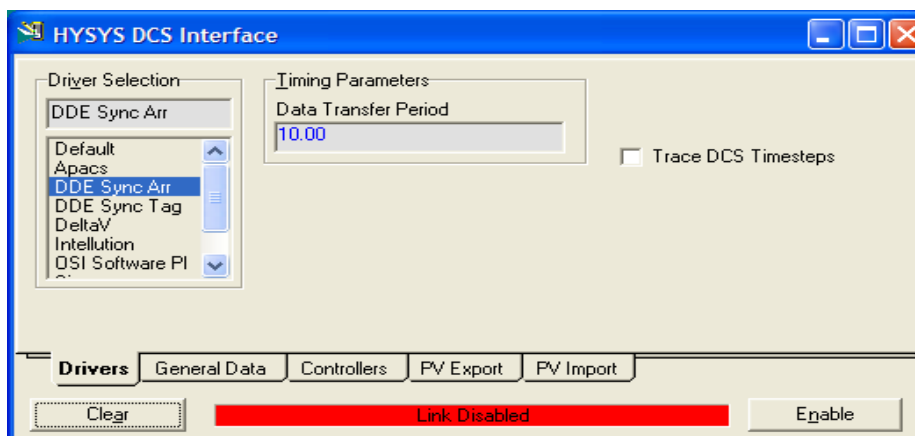 HYSYS DCS Interface
Driver Selection
DDE Sync Arr
Default
Apacs
DDE Sync Arr
DDE Sync Tag
DeltaV
Intellution
OSI Software PI
Timing Parameters
Data Transfer Period
10.00
Trace DCS Timesteps
Drivers General Data Controllers PV Export PV Import
Clear Link Disabled Enable